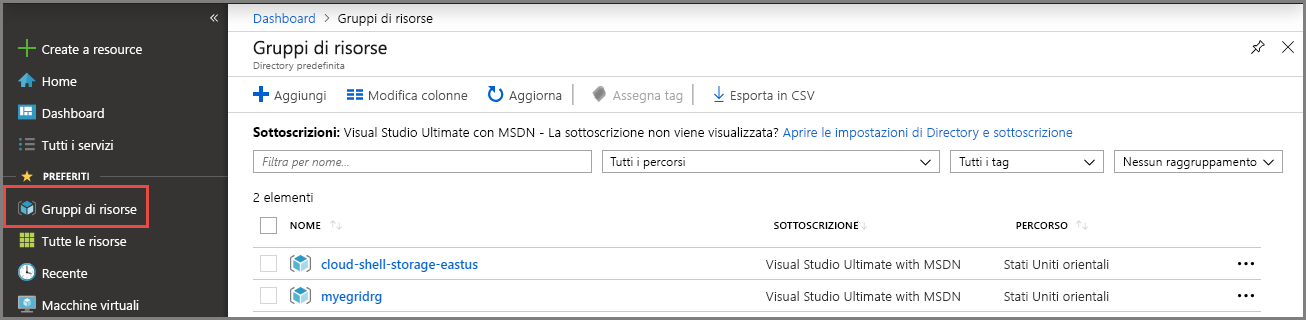 «
Create a resource
Home
Dashboard
Tutti i servizi
PREFERITI
Gruppi di risorse
Tutte le risorse
Recente
Macchine virtuali
Dashboard > Gruppi di risorse
Gruppi di risorse
Directory predefinita
Aggiungi Modifica colonne Aggiorna Assegna tag Esporta in CSV
Sottoscrizioni: Visual Studio Ultimate con MSDN - La sottoscrizione non viene visualizzata? Aprire le impostazioni di Directory e sottoscrizione
Filtra per nome... Tutti i percorsi Tutti i tag Nessun raggruppamento
2 elementi
NOME SOTTOSCRIZIONE PERCORSO
cloud-shell-storage-eastus Visual Studio Ultimate with MSDN Stati Uniti orientali
myegridrg Visual Studio Ultimate with MSDN Stati Uniti orientali